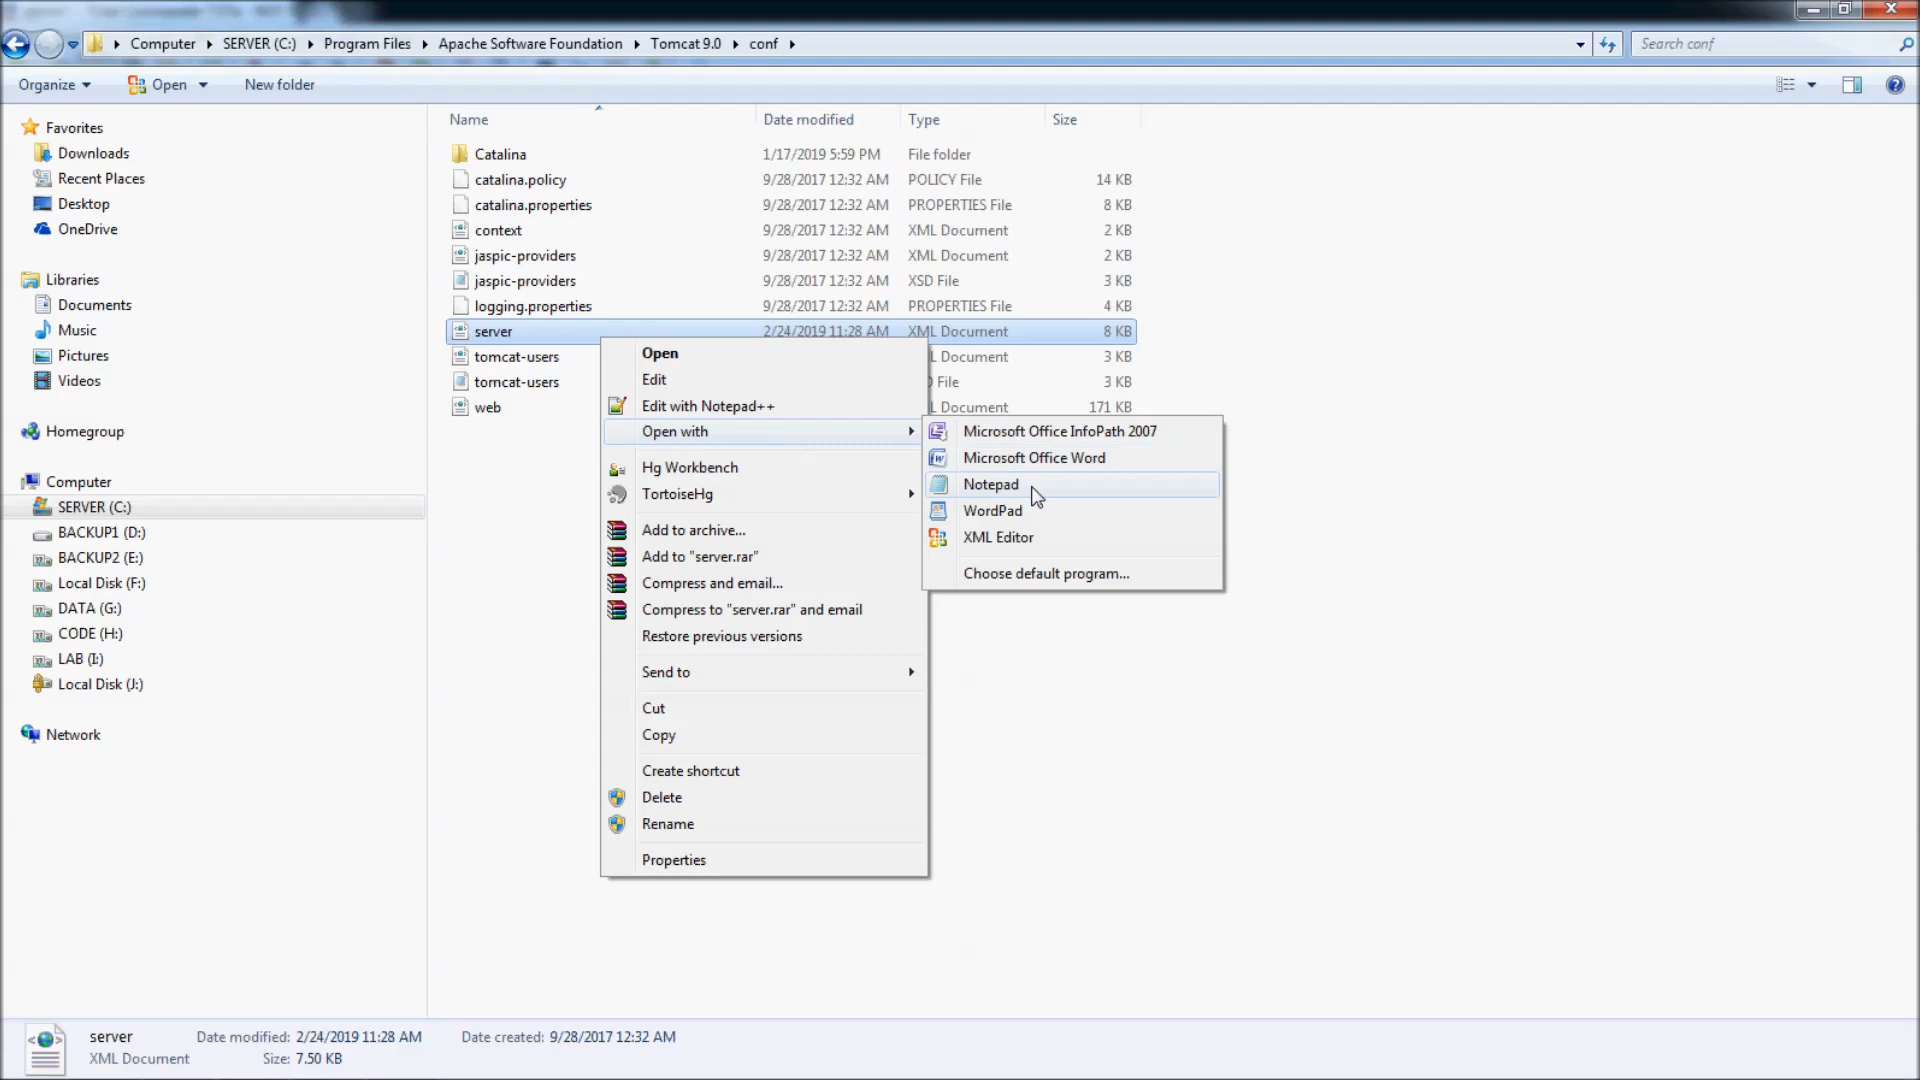 Computer SERVER (C:) Program Files Apache Software Foundation Tomcat 9.0 conf
Search conf
Organize Open New folder
Name Date modified Type Size
Favorites
Downloads
Recent Places
Desktop
OneDrive
Libraries
Documents
Music
Pictures
Videos
Homegroup
Computer
SERVER (C:)
BACKUP1 (D:)
BACKUP2 (E:)
Local Disk (F:)
DATA (G:)
CODE (H:)
LAB (I:)
Local Disk (J:)
Network
Catalina 1/17/2019 5:59 PM File folder
catalina.policy 9/28/2017 12:32 AM POLICY File 14 KB
catalina.properties 9/28/2017 12:32 AM PROPERTIES File 8 KB
context 9/28/2017 12:32 AM XML Document 2 KB
jaspic-providers 9/28/2017 12:32 AM XML Document 2 KB
jaspic-providers 9/28/2017 12:32 AM XSD File 3 KB
logging.properties 9/28/2017 12:32 AM PROPERTIES File 4 KB
server 2/24/2019 11:28 AM XML Document 8 KB
tomcat-users L Document 3 KB
tomcat-users D File 3 KB
web L Document 171 KB
Open
Edit
Edit with Notepad++
Open with
Hg Workbench
TortoiseHg
Add to archive...
Add to "server.rar"
Compress and email...
Compress to "server.rar" and email
Restore previous versions
Send to
Cut
Copy
Create shortcut
Delete
Rename
Properties
Microsoft Office InfoPath 2007
Microsoft Office Word
Notepad
WordPad
XML Editor
Choose default program...
server Date modified: 2/24/2019 11:28 AM Date created: 9/28/2017 12:32 AM
XML Document Size: 7.50 KB